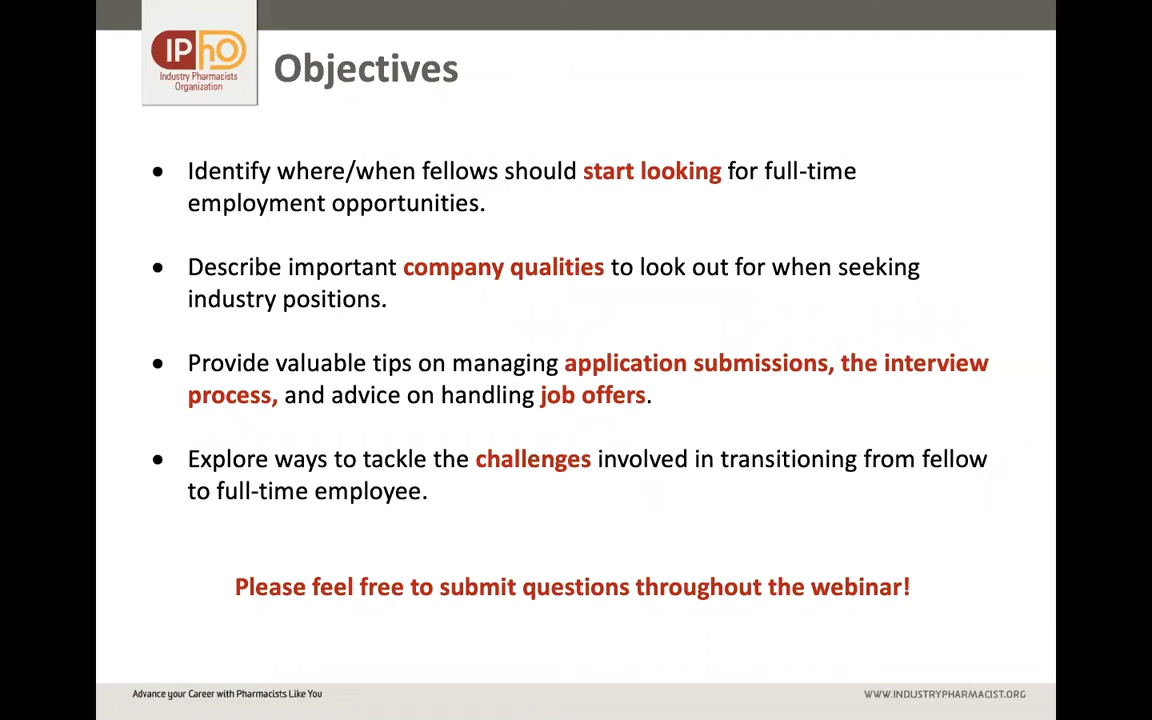 IPhO
Industry Pharmacists
Organization
Objectives
• Identify where/when fellows should start looking for full-time
employment opportunities.
• Describe important company qualities to look out for when seeking
industry positions.
• Provide valuable tips on managing application submissions, the interview
process, and advice on handling job offers.
• Explore ways to tackle the challenges involved in transitioning from fellow
to full-time employee.
Please feel free to submit questions throughout the webinar!
Advance your Career with Pharmacists Like You
WWW.INDUSTRYPHARMACIST.ORG